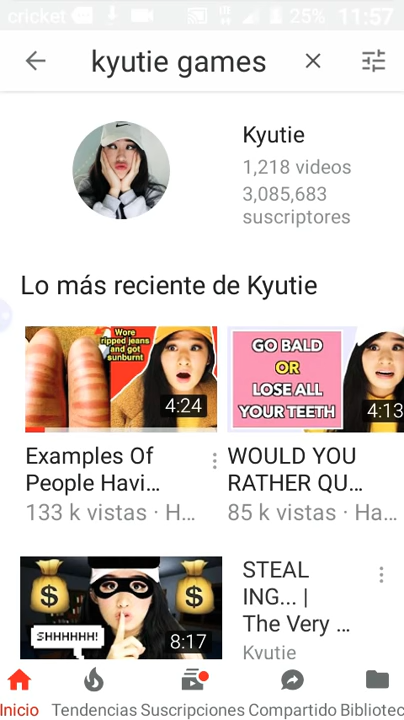 cricket 25% 11:57
kyutie games
Kyutie
1,218 videos
3,085,683
suscriptores
Lo más reciente de Kyutie
Wore
ripped jeans
and got
sunburnt
4:24
GO BALD
OR
LOSE ALL
YOUR TEETH
4:13
Examples Of
People Havi...
133 k vistas · H...
WOULD YOU
RATHER QU...
85 k vistas · Ha...
$ $
SHHHHHH!
8:17
STEAL
ING... |
The Very ...
Kyutie
Inicio Tendencias Suscripciones Compartido Bibliotec